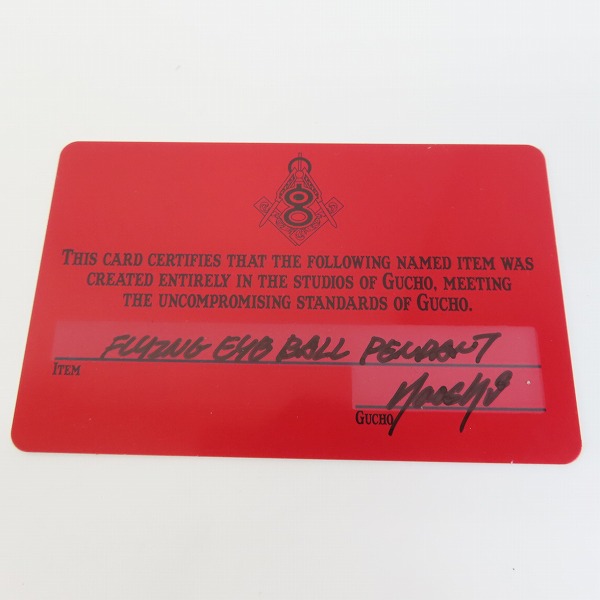 THIS CARD CERTIFIES THAT THE FOLLOWING NAMED ITEM WAS
CREATED ENTIRELY IN THE STUDIOS OF GUCHO, MEETING
THE UNCOMPROMISING STANDARDS OF GUCHO.
FLYING EYE BALL PENDANT
ITEM
GUCHO